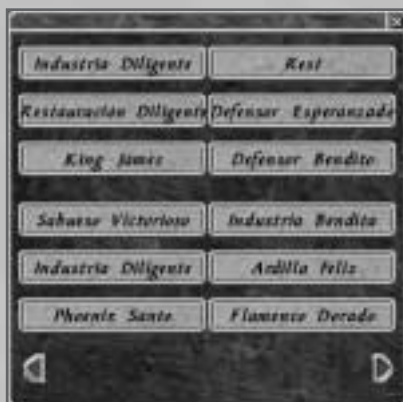 Industria Diligente Rest
Restauración Diligente Defensor Esperanzado
King James Defensor Bendito
Sabueso Victorioso Industria Bendita
Industria Diligente Ardilla Feliz
Phoenix Santo Flamenco Dorado